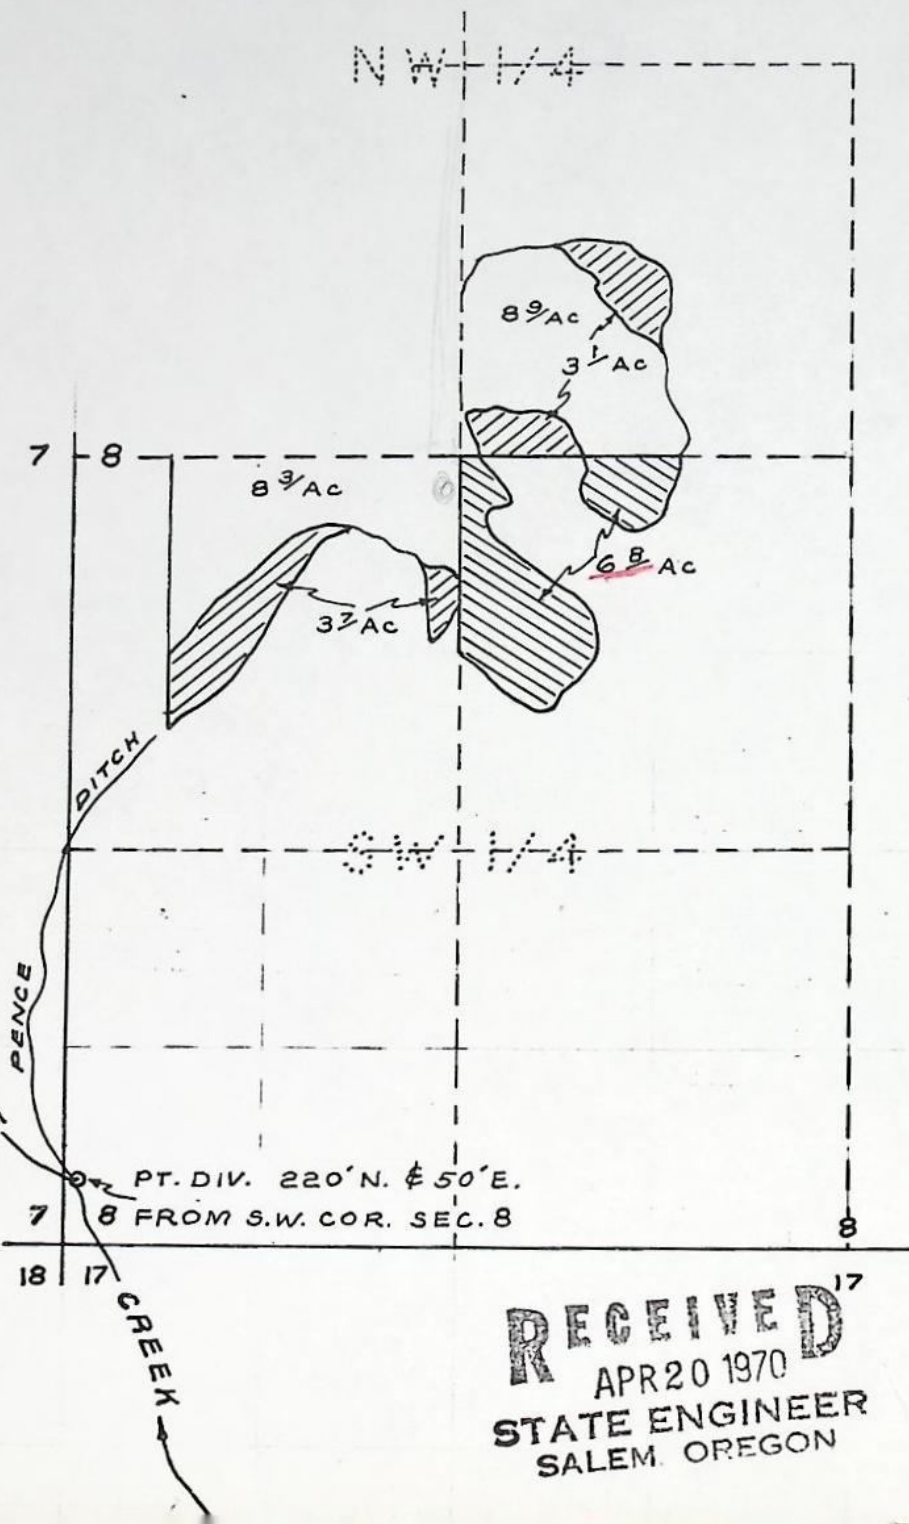 NW 1/4
8 9/Ac
3 1/Ac
7 8
8 3/Ac
6 8 Ac
3 7 Ac
DITCH
SW 1/4
PENCE
PT. DIV. 220' N. & 50' E.
7 8 FROM S.W. COR. SEC. 8
8
18 17
17
CREEK
RECEIVED
APR 20 1970
STATE ENGINEER
SALEM. OREGON